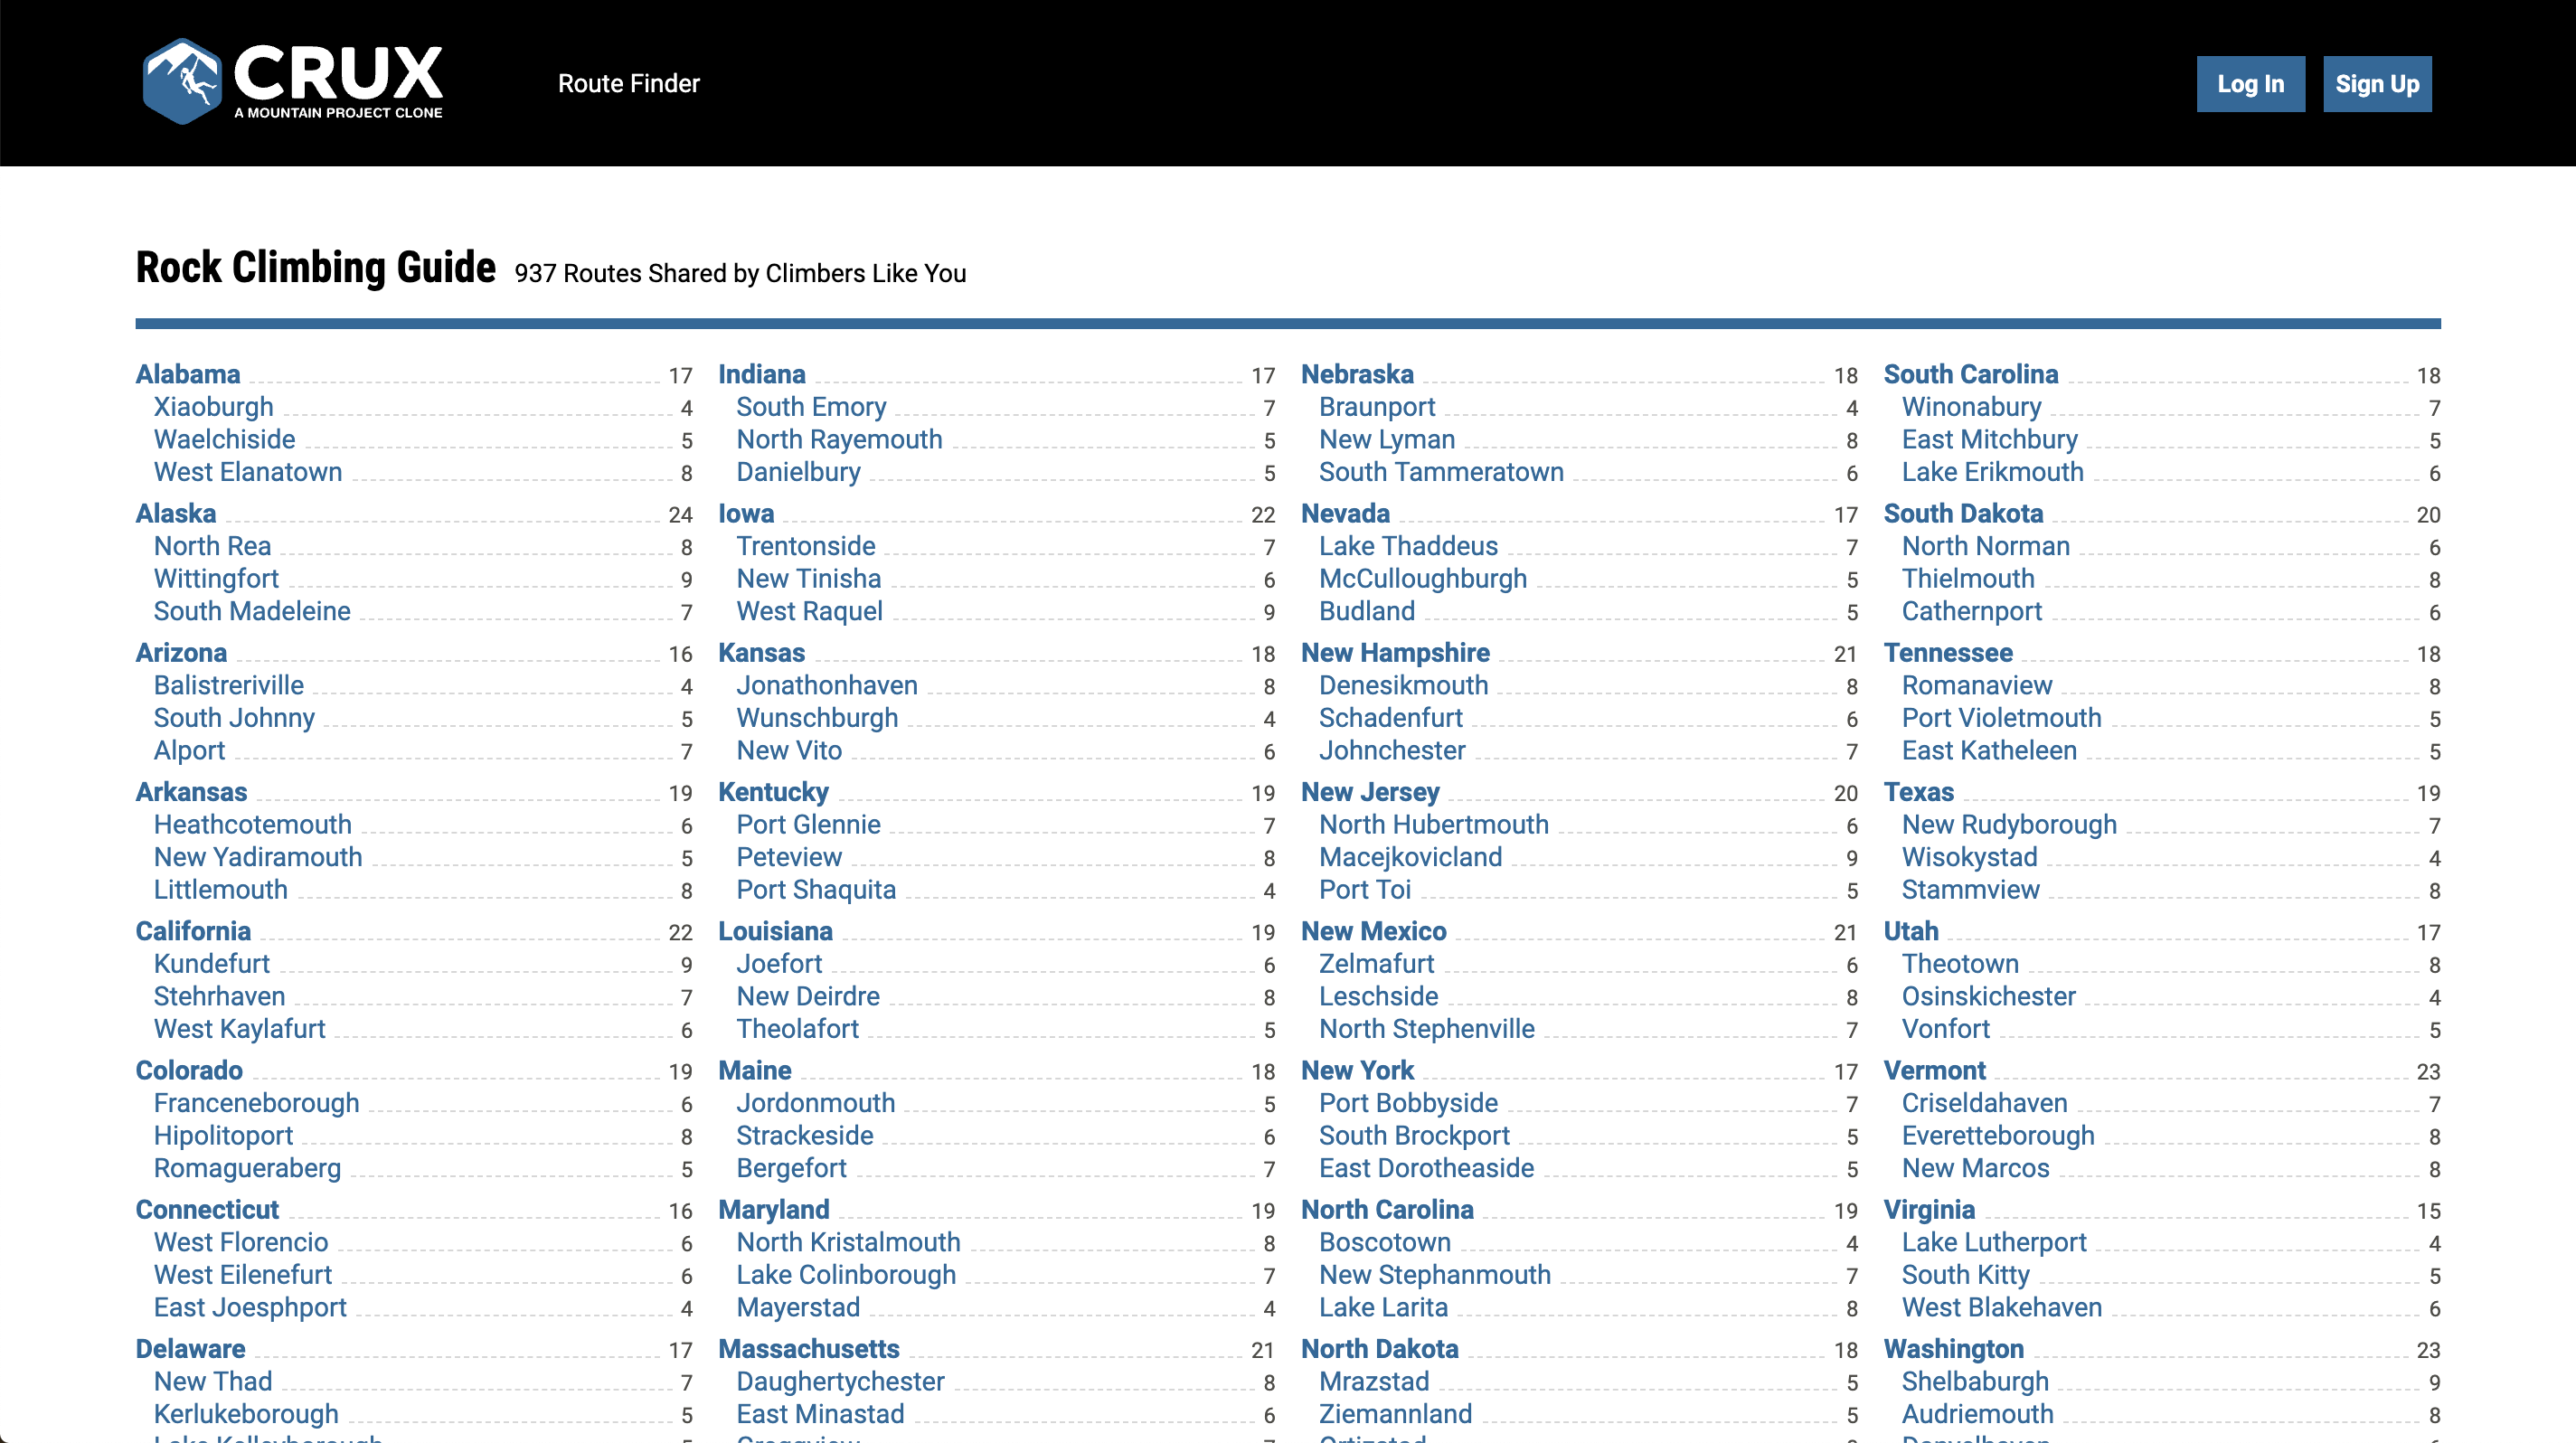 CRUX
A MOUNTAIN PROJECT CLONE
Route Finder
Log In
Sign Up
Rock Climbing Guide 937 Routes Shared by Climbers Like You
Alabama 17
Xiaoburgh 4
Waelchiside 5
West Elanatown 8
Alaska 24
North Rea 8
Wittingfort 9
South Madeleine 7
Arizona 16
Balistreriville 4
South Johnny 5
Alport 7
Arkansas 19
Heathcotemouth 6
New Yadiramouth 5
Littlemouth 8
California 22
Kundefurt 9
Stehrhaven 7
West Kaylafurt 6
Colorado 19
Franceneborough 6
Hipolitoport 8
Romagueraberg 5
Connecticut 16
West Florencio 6
West Eilenefurt 6
East Joesphport 4
Delaware 17
New Thad 7
Kerlukeborough 5
Indiana 17
South Emory 7
North Rayemouth 5
Danielbury 5
Iowa 22
Trentonside 7
New Tinisha 6
West Raquel 9
Kansas 18
Jonathonhaven 8
Wunschburgh 4
New Vito 6
Kentucky 19
Port Glennie 7
Peteview 8
Port Shaquita 4
Louisiana 19
Joefort 6
New Deirdre 8
Theolafort 5
Maine 18
Jordonmouth 5
Strackeside 6
Bergefort 7
Maryland 19
North Kristalmouth 8
Lake Colinborough 7
Mayerstad 4
Massachusetts 21
Daughertychester 8
East Minastad 6
Nebraska 18
Braunport 4
New Lyman 8
South Tammeratown 6
Nevada 17
Lake Thaddeus 7
McCulloughburgh 5
Budland 5
New Hampshire 21
Denesikmouth 8
Schadenfurt 6
Johnchester 7
New Jersey 20
North Hubertmouth 6
Macejkovicland 9
Port Toi 5
New Mexico 21
Zelmafurt 6
Leschside 8
North Stephenville 7
New York 17
Port Bobbyside 7
South Brockport 5
East Dorotheaside 5
North Carolina 19
Boscotown 4
New Stephanmouth 7
Lake Larita 8
North Dakota 18
Mrazstad 5
Ziemannland 5
South Carolina 18
Winonabury 7
East Mitchbury 5
Lake Erikmouth 6
South Dakota 20
North Norman 6
Thielmouth 8
Cathernport 6
Tennessee 18
Romanaview 8
Port Violetmouth 5
East Katheleen 5
Texas 19
New Rudyborough 7
Wisokystad 4
Stammview 8
Utah 17
Theotown 8
Osinskichester 4
Vonfort 5
Vermont 23
Criseldahaven 7
Everetteborough 8
New Marcos 8
Virginia 15
Lake Lutherport 4
South Kitty 5
West Blakehaven 6
Washington 23
Shelbaburgh 9
Audriemouth 8